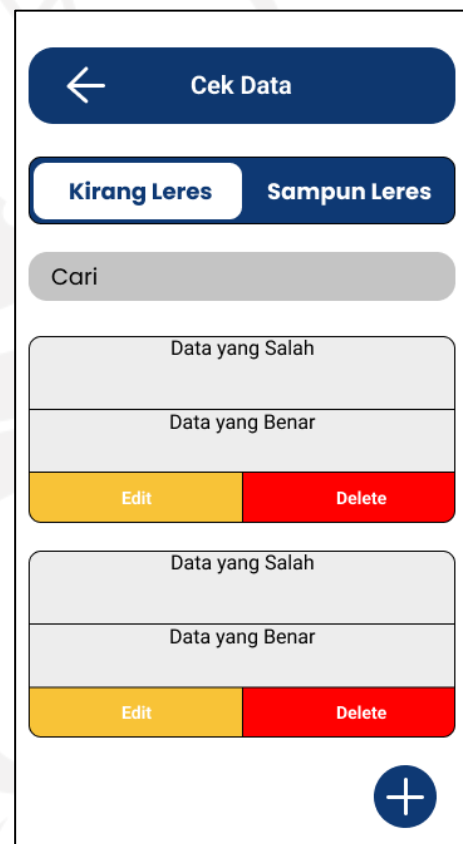 Cek Data
Kirang Leres Sampun Leres
Cari
Data yang Salah
Data yang Benar
Edit Delete
Data yang Salah
Data yang Benar
Edit Delete